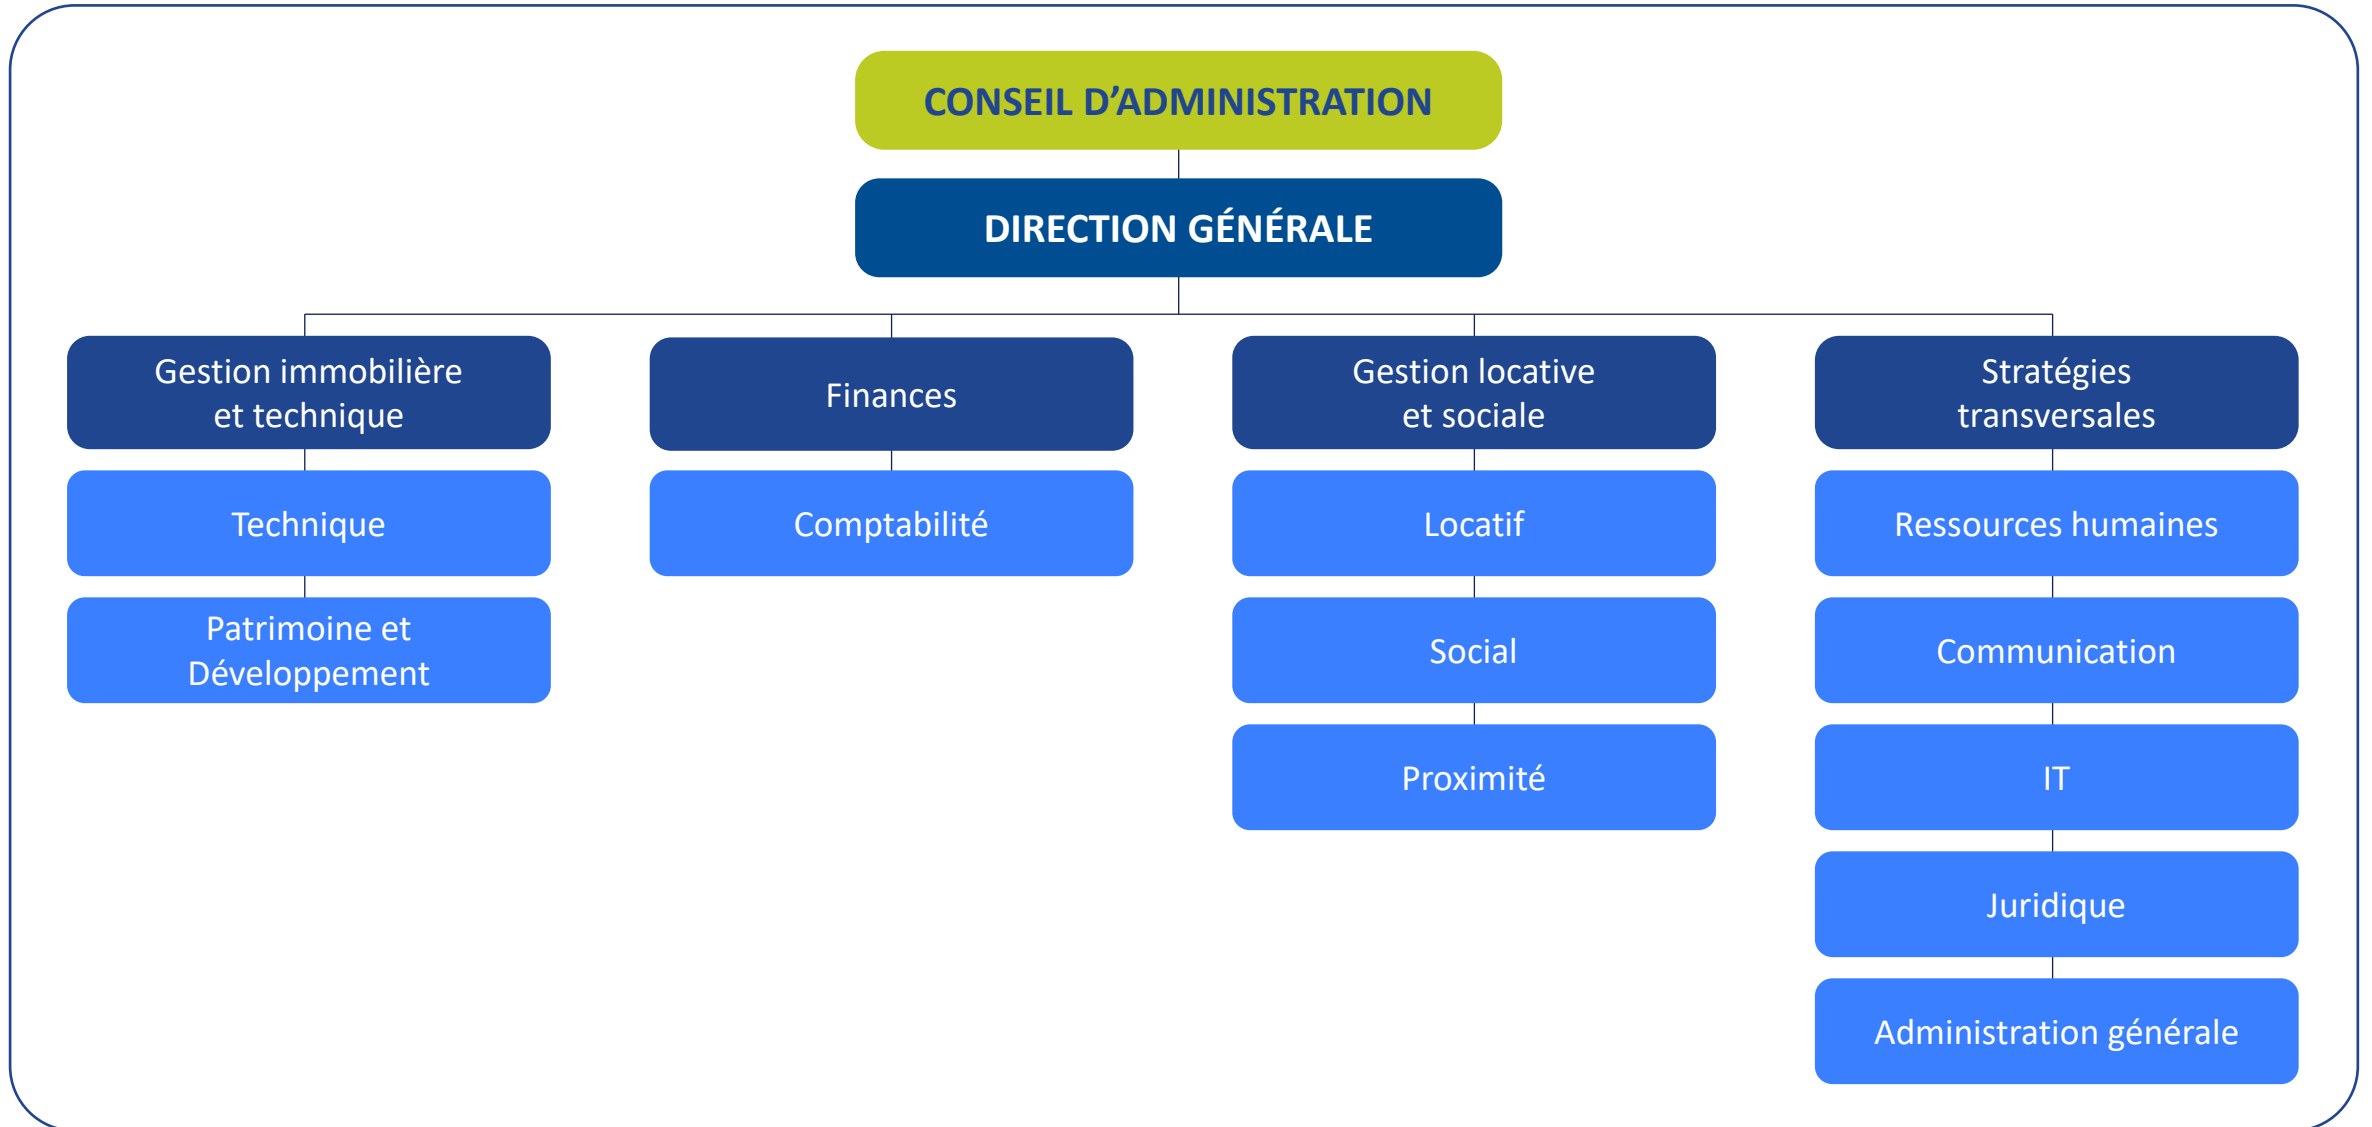 CONSEIL D’ADMINISTRATION
DIRECTION GÉNÉRALE
Gestion immobilière
et technique
Technique
Patrimoine et
Développement
Finances
Comptabilité
Gestion locative
et sociale
Locatif
Social
Proximité
Stratégies
transversales
Ressources humaines
Communication
IT
Juridique
Administration générale